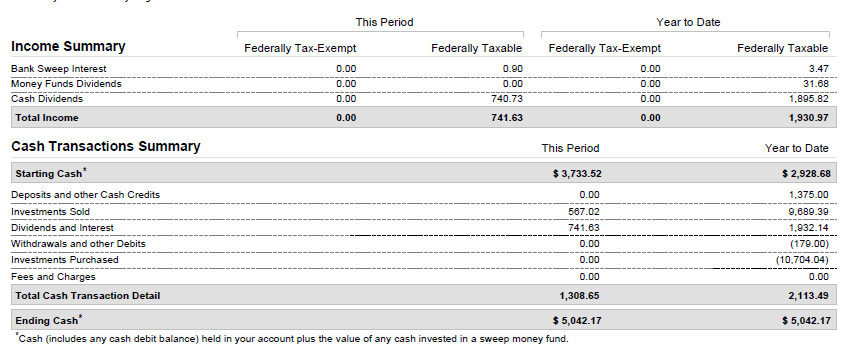 This Period Year to Date
Income Summary Federally Tax-Exempt Federally Taxable Federally Tax-Exempt Federally Taxable
Bank Sweep Interest 0.00 0.90 0.00 3.47
Money Funds Dividends 0.00 0.00 0.00 31.68
Cash Dividends 0.00 740.73 0.00 1,895.82
Total Income 0.00 741.63 0.00 1,930.97
Cash Transactions Summary This Period Year to Date
Starting Cash* $ 3,733.52 $ 2,928.68
Deposits and other Cash Credits 0.00 1,375.00
Investments Sold 567.02 9,689.39
Dividends and Interest 741.63 1,932.14
Withdrawals and other Debits 0.00 (179.00)
Investments Purchased 0.00 (10,704.04)
Fees and Charges 0.00 0.00
Total Cash Transaction Detail 1,308.65 2,113.49
Ending Cash* $ 5,042.17 $ 5,042.17
*Cash (includes any cash debit balance) held in your account plus the value of any cash invested in a sweep money fund.